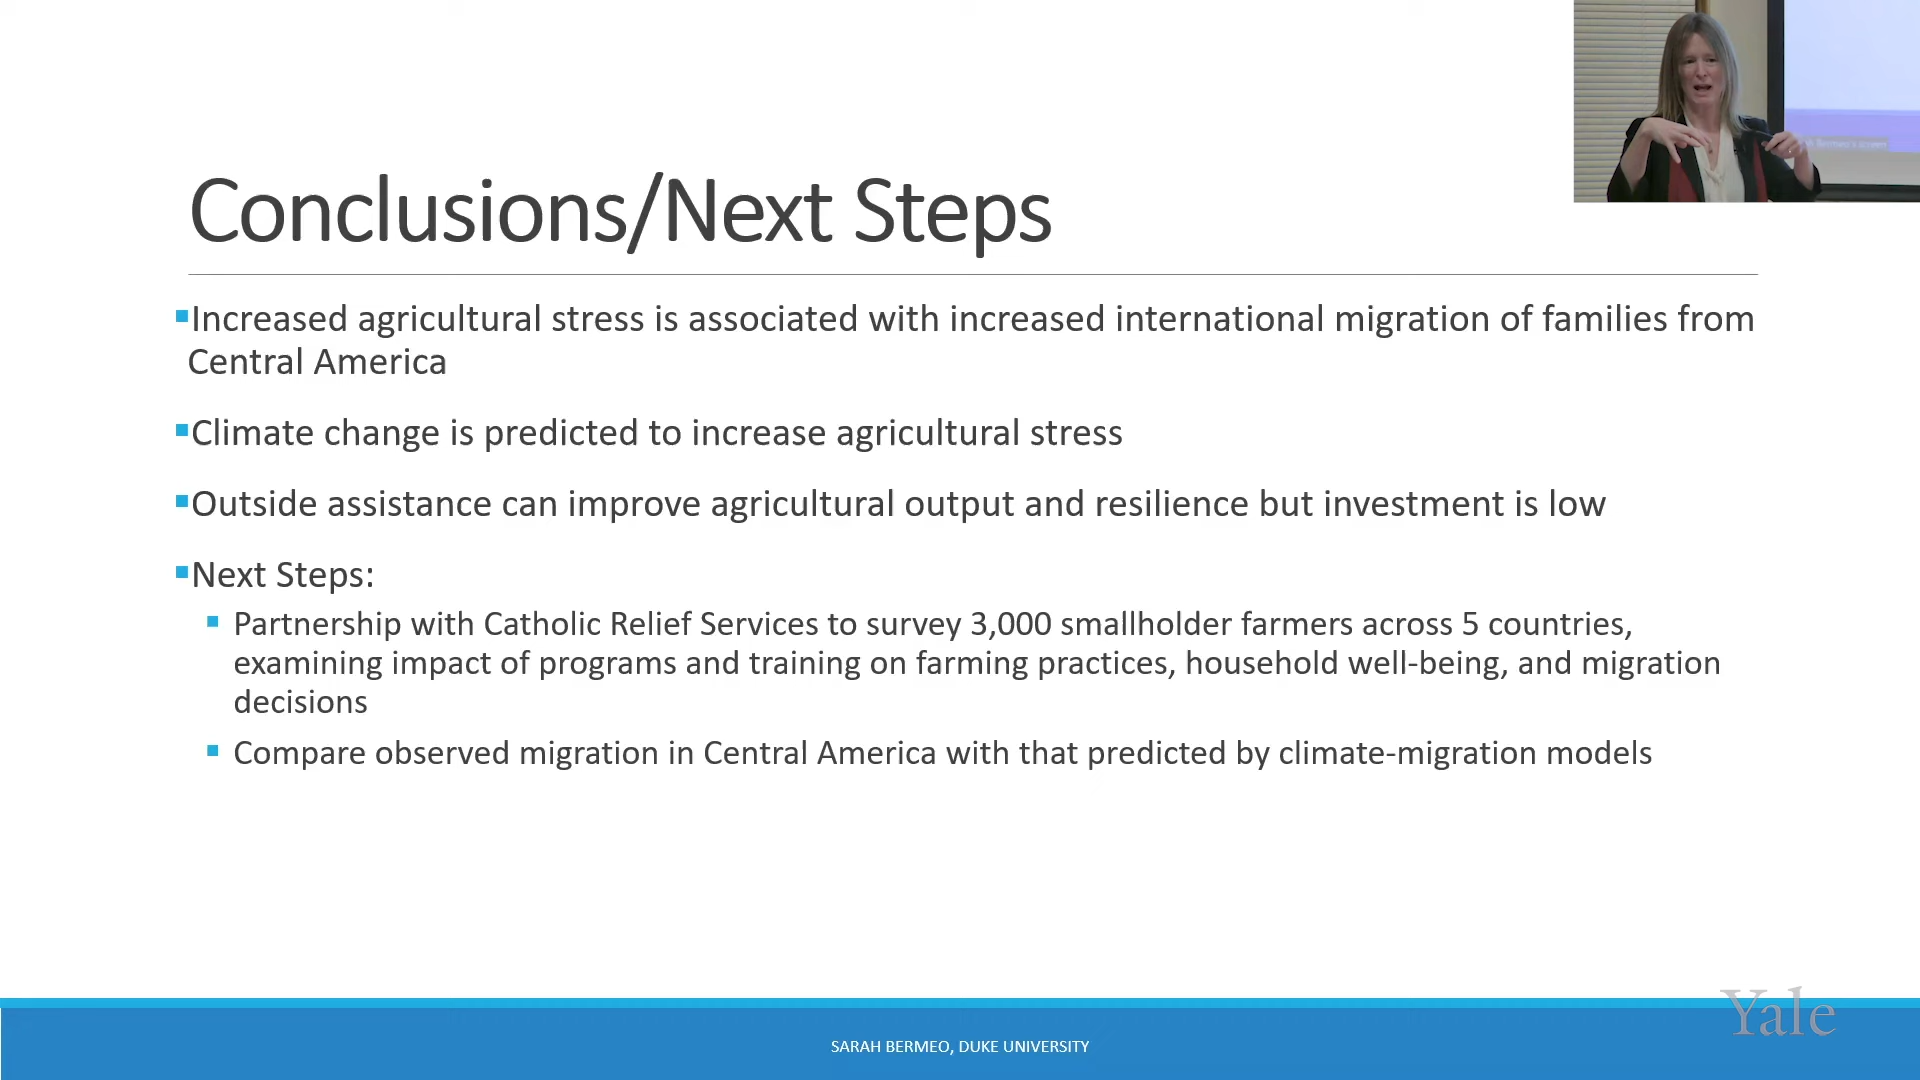 Conclusions/Next Steps
Increased agricultural stress is associated with increased international migration of families from
Central America
Climate change is predicted to increase agricultural stress
Outside assistance can improve agricultural output and resilience but investment is low
Next Steps:
Partnership with Catholic Relief Services to survey 3,000 smallholder farmers across 5 countries,
examining impact of programs and training on farming practices, household well-being, and migration
decisions
Compare observed migration in Central America with that predicted by climate-migration models
Yale
SARAH BERMEO, DUKE UNIVERSITY